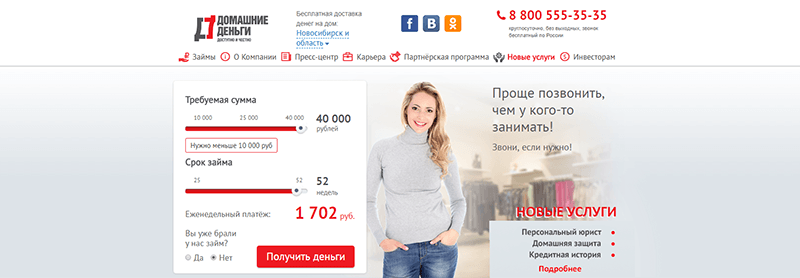 ДОМАШНИЕ
ДЕНЬГИ
ДОСТУПНО И ЧЕСТНО
Бесплатная доставка
денег на дом:
Новосибирск и
область
8 800 555-35-35
круглосуточно, без выходных, звонок
бесплатный по России
Займы
О Компании
Пресс-центр
Карьера
Партнёрская программа
Новые услуги
Инвесторам
Требуемая сумма
10 000 25 000 40 000
40 000
рублей
Нужно меньше 10 000 руб
Срок займа
25 52
52
недель
Еженедельный платёж: 1 702 руб.
Вы уже брали
у нас займ?
Да Нет
Получить деньги
Проще позвонить,
чем у кого-то
занимать!
Звони, если нужно!
НОВЫЕ УСЛУГИ
Персональный юрист
Домашняя защита
Кредитная история
Подробнее